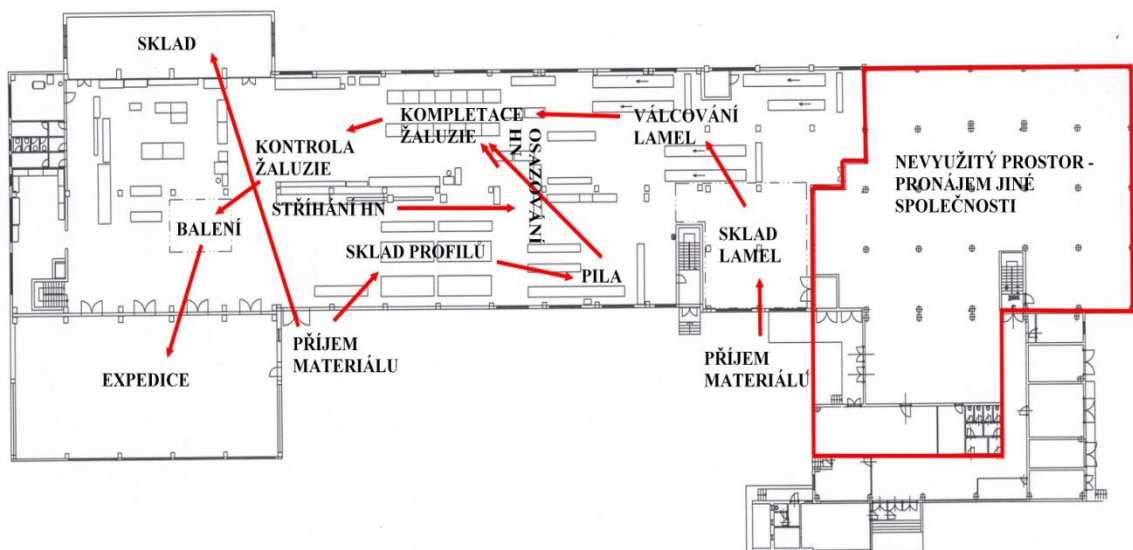 SKLAD
KOMPLETACE
ŽALUZIE
OSAZOVÁNÍ
HN
VÁLCOVÁNÍ
LAMEL
KONTROLA
ŽALUZIE
NEVYUŽITÝ PROSTOR -
PRONÁJEM JINÉ
SPOLEČNOSTI
STŘÍHÁNÍ HN
BALENÍ
SKLAD PROFILŮ
SKLAD
LAMEL
PILA
PŘÍJEM
MATERIÁLU
PŘÍJEM
MATERIÁLŮ
EXPEDICE